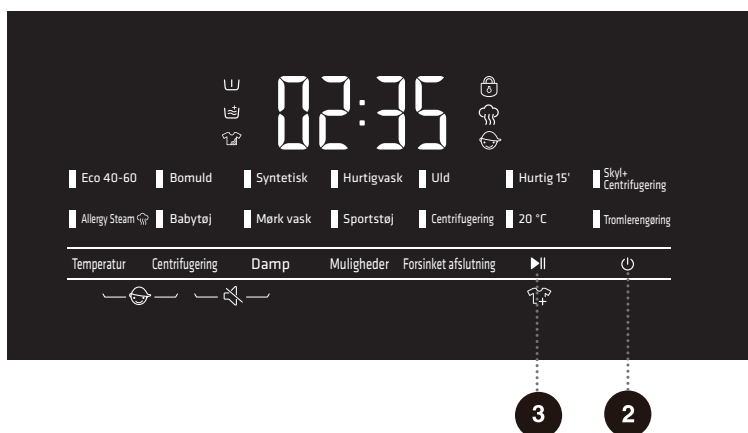 02:35
Eco 40-60 Bomuld Syntetisk Hurtigvask Uld Hurtig 15' Skyl+
Centrifugering
Allergy Steam Babytøj Mørk vask Sportstøj Centrifugering 20 °C Tromlerengøring
Temperatur Centrifugering Damp Muligheder Forsinket afslutning
3 2